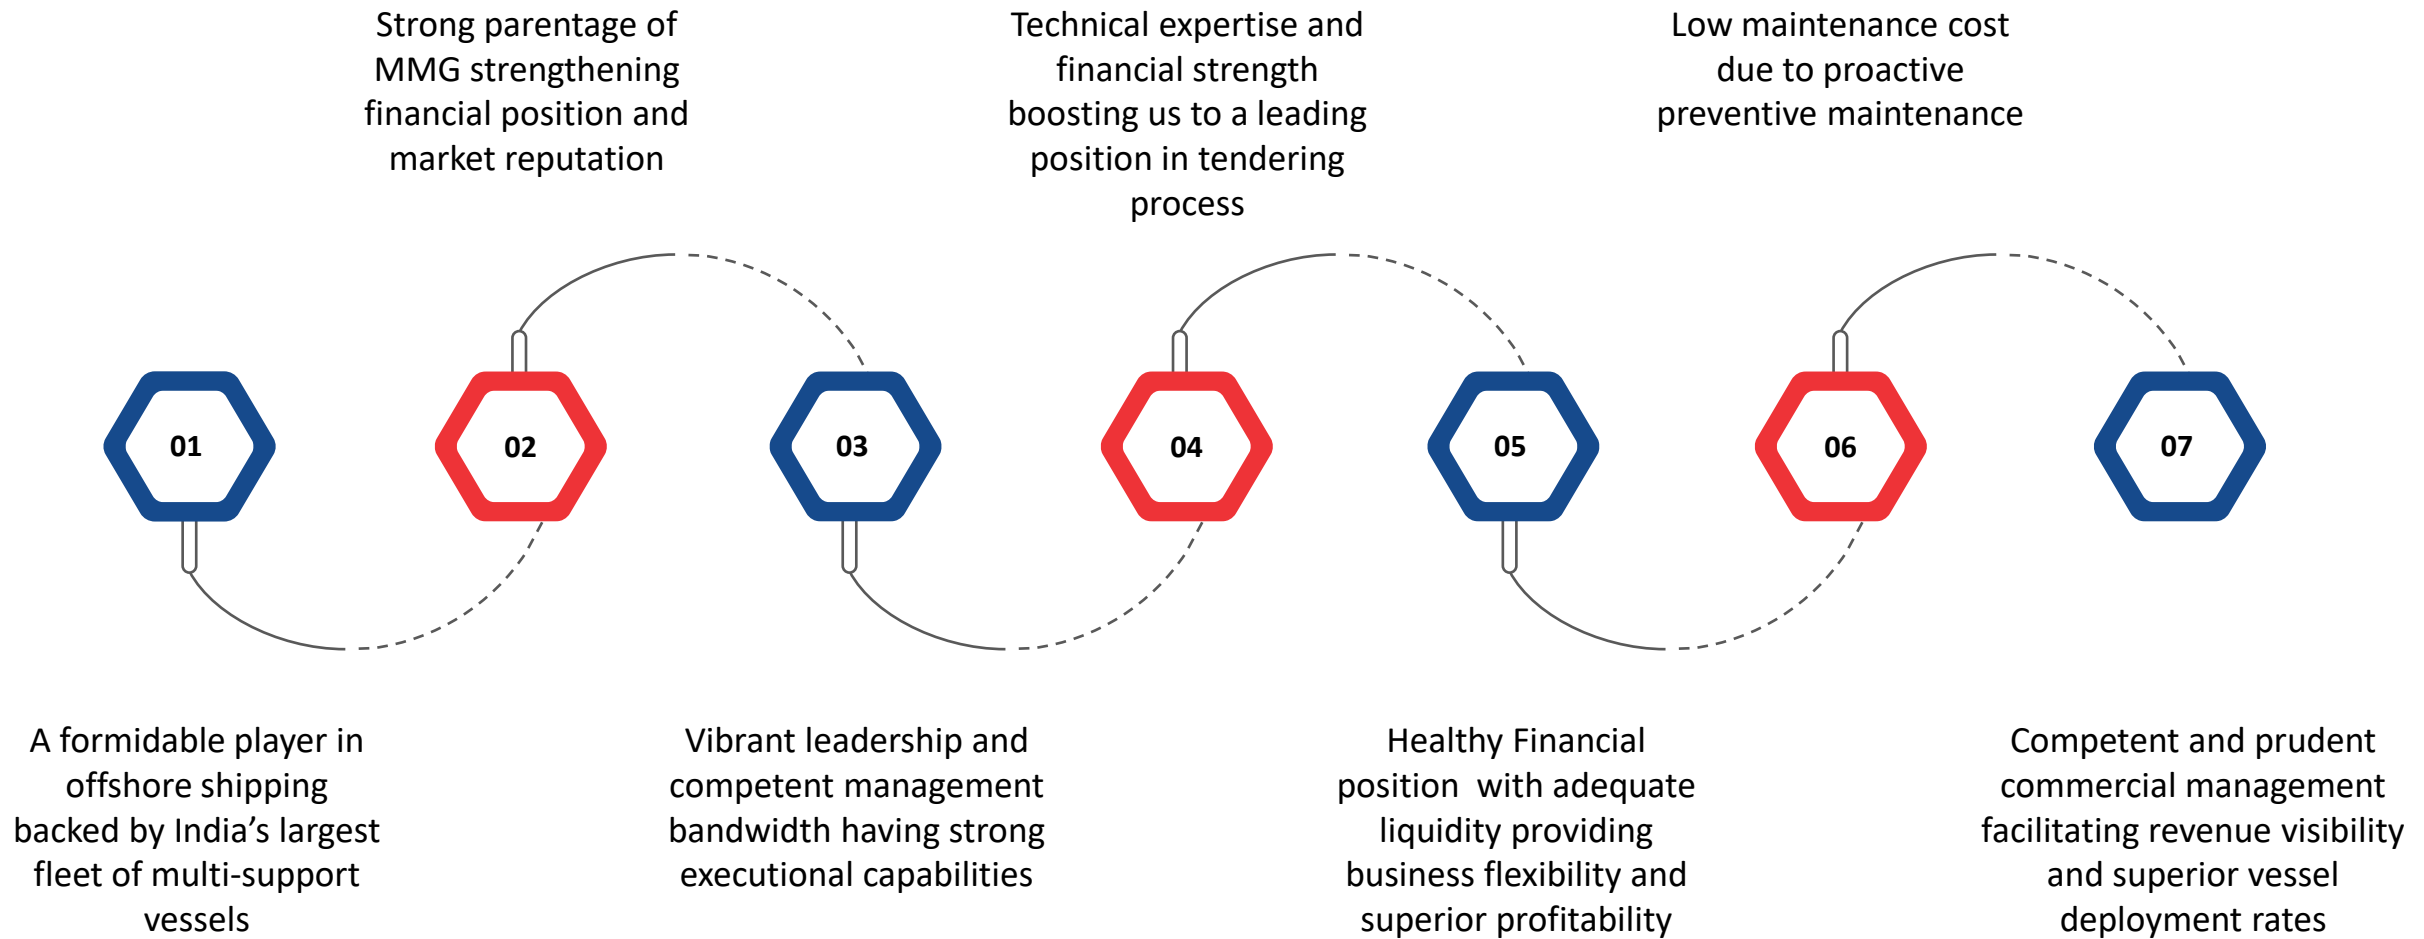 Strong parentage of
MMG strengthening
financial position and
market reputation
Technical expertise and
financial strength
boosting us to a leading
position in tendering
process
Low maintenance cost
due to proactive
preventive maintenance
01
02
03
04
05
06
07
A formidable player in
offshore shipping
backed by India’s largest
fleet of multi-support
vessels
Vibrant leadership and
competent management
bandwidth having strong
executional capabilities
Healthy Financial
position  with adequate
liquidity providing
business flexibility and
superior profitability
Competent and prudent
commercial management
facilitating revenue visibility
and superior vessel
deployment rates